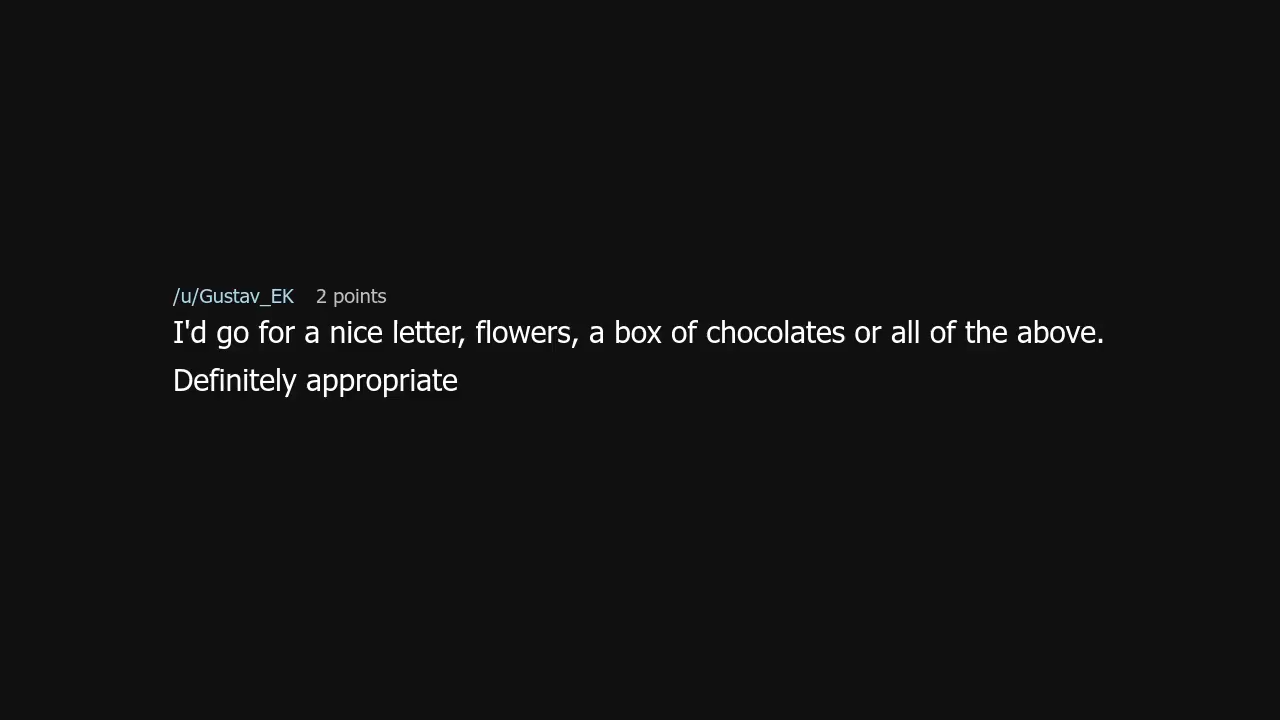 /u/Gustav_EK 2 points
I'd go for a nice letter, flowers, a box of chocolates or all of the above.
Definitely appropriate